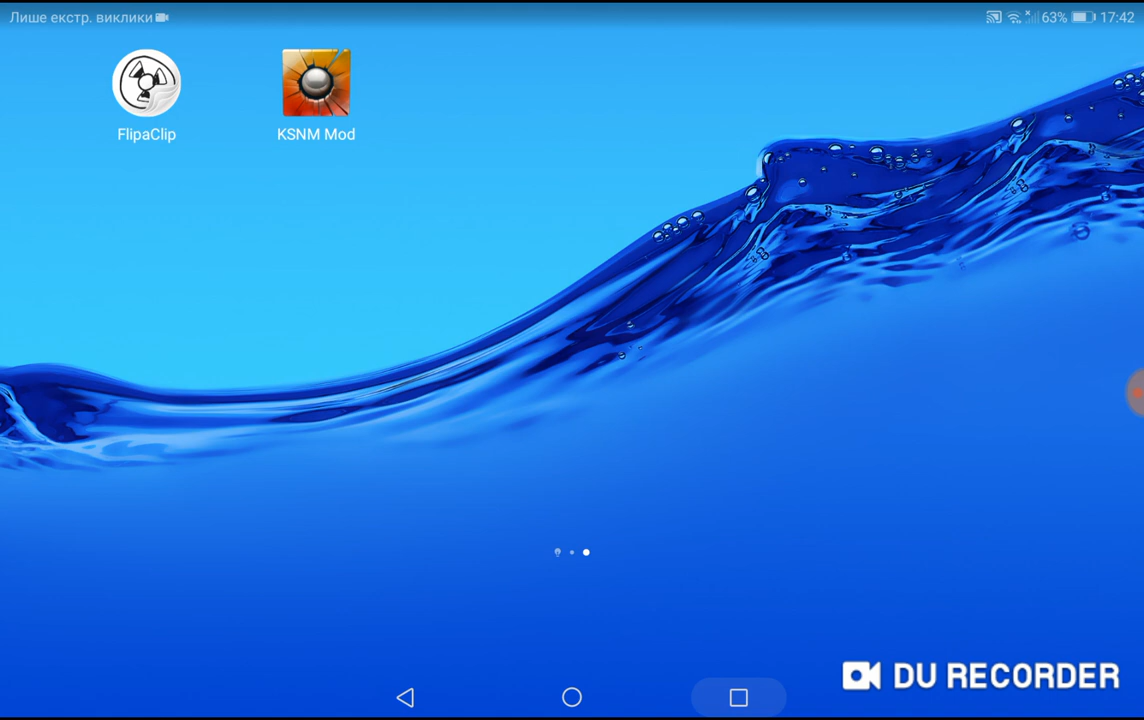 Лише екстр. виклики
63% 17:42
FlipaClip
KSNM Mod
DU RECORDER